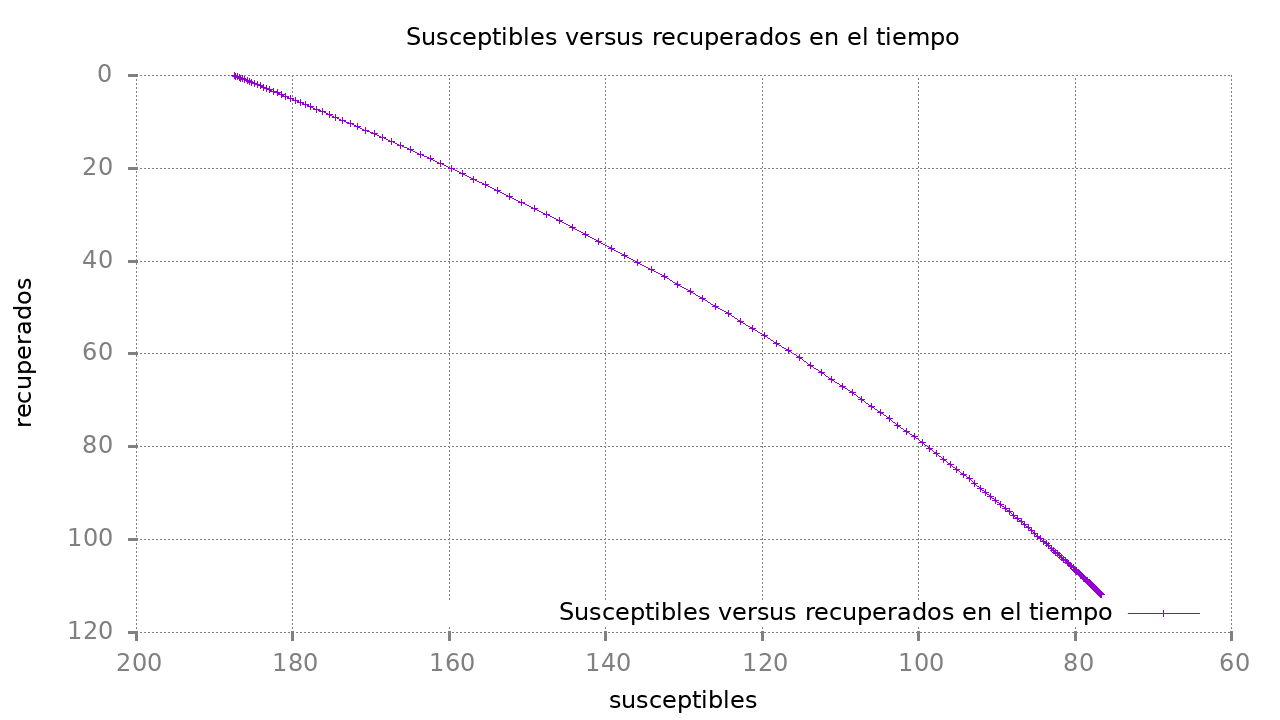 Susceptibles versus recuperados en el tiempo
0
20
40
60
80
100
120
recuperados
Susceptibles versus recuperados en el tiempo
200 180 160 140 120 100 80 60
susceptibles